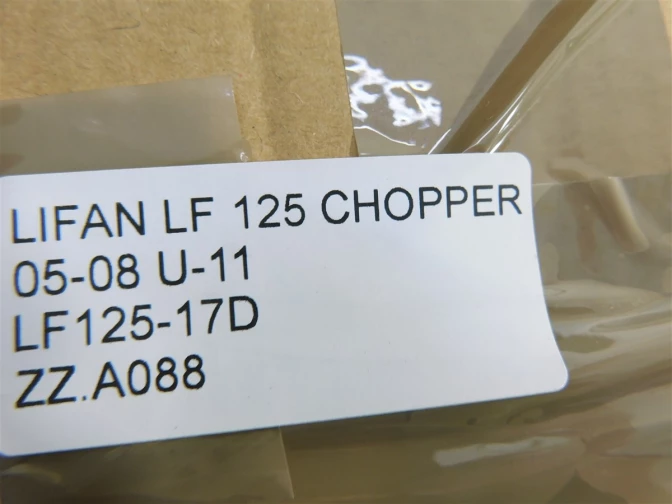 LIFAN LF 125 CHOPPER
05-08 U-11
LF125-17D
ZZ.A088